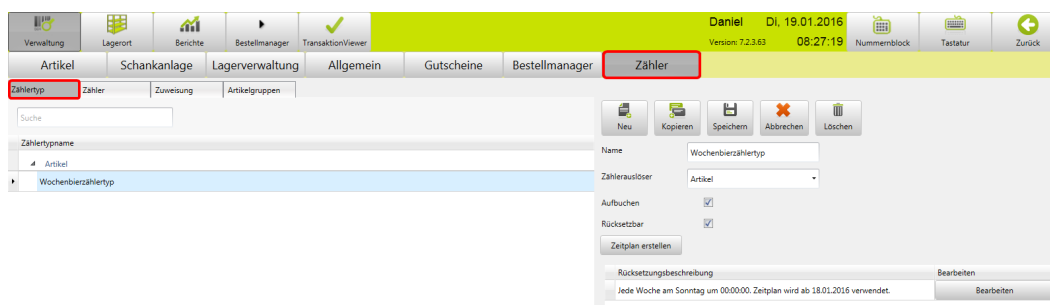 Daniel Di, 19.01.2016
Version: 7.2.3.63 08:27:19
Verwaltung Lagerort Berichte Bestellmanager TransaktionViewer Nummernblock Tastatur Zurück
Artikel Schankanlage Lagerverwaltung Allgemein Gutscheine Bestellmanager Zähler
Zählertyp Zähler Zuweisung Artikelgruppen
Suche
Zählertypname
Artikel
Wochenbierzählertyp
Neu Kopieren Speichern Abbrechen Löschen
Name Wochenbierzählertyp
Zählerauslöser Artikel
Aufbuchen
Rücksetzbar
Zeitplan erstellen
Rücksetzungsbeschreibung Bearbeiten
Jede Woche am Sonntag um 00:00:00. Zeitplan wird ab 18.01.2016 verwendet. Bearbeiten